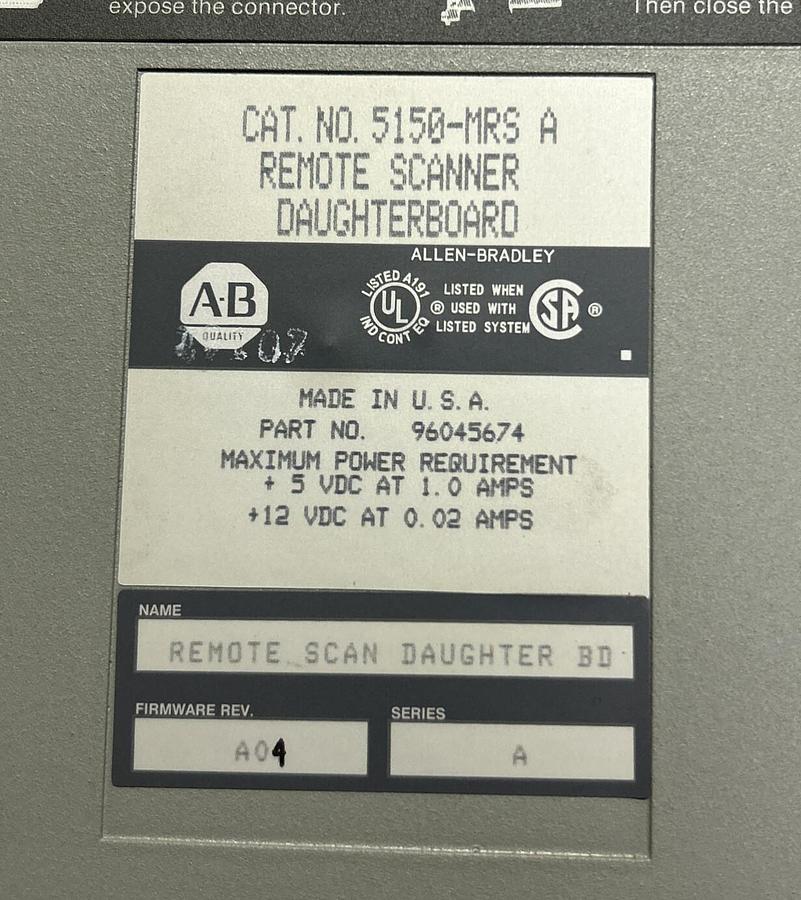 expose the connector.
Then close the
CAT. NO. 5150-MRS A
REMOTE SCANNER
DAUGHTERBOARD
ALLEN-BRADLEY
A·B
QUALITY
LISTED A191
UL
IND CONT EQ
®
LISTED WHEN
USED WITH
LISTED SYSTEM
SA
®
MADE IN U.S.A.
PART NO. 96045674
MAXIMUM POWER REQUIREMENT
+ 5 VDC AT 1.0 AMPS
+12 VDC AT 0.02 AMPS
NAME
REMOTE SCAN DAUGHTER BD
FIRMWARE REV.
A04
SERIES
A